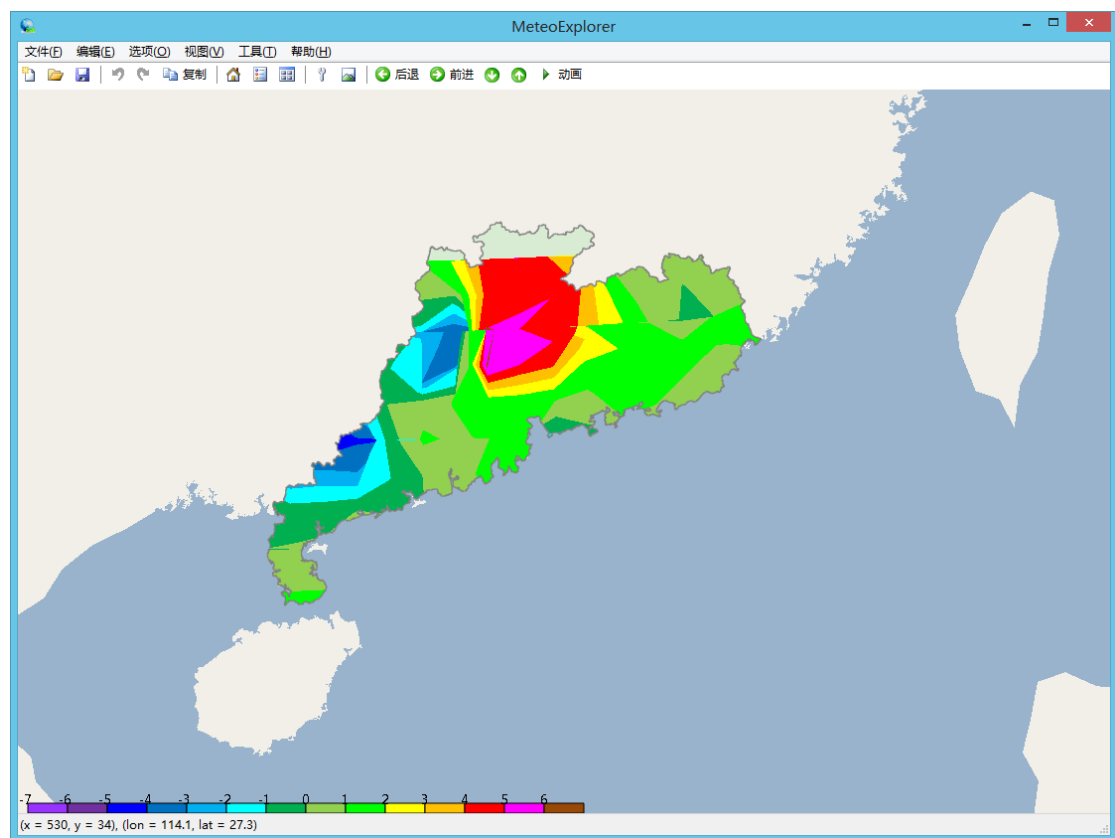 MeteoExplorer
文件(F) 编辑(E) 选项(O) 视图(V) 工具(T) 帮助(H)
复制 后退 前进 动画
-7 -6 -5 -4 -3 -2 -1 0 1 2 3 4 5 6
(x = 530, y = 34), (lon = 114.1, lat = 27.3)